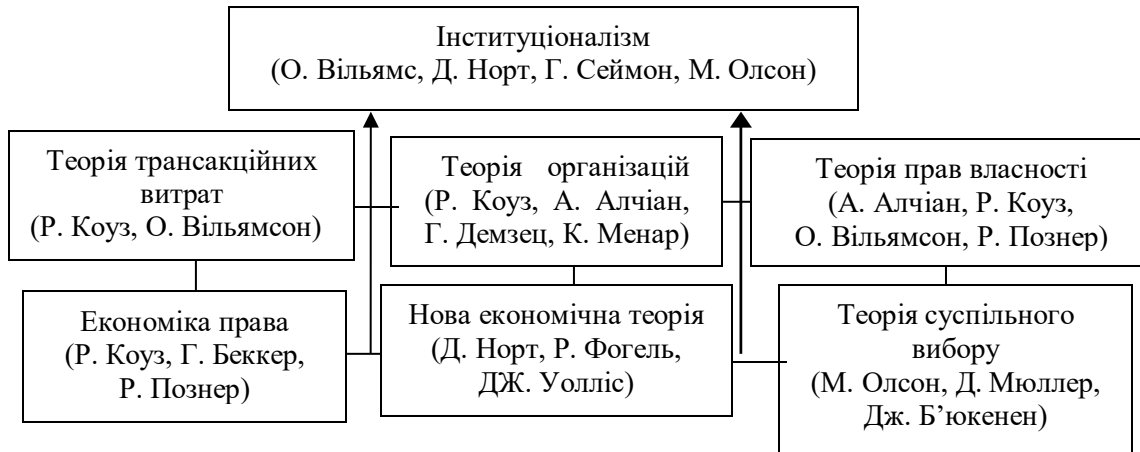 Інституціоналізм
(О. Вільямс, Д. Норт, Г. Сеймон, М. Олсон)
Теорія трансакційних
витрат
(Р. Коуз, О. Вільямсон)
Теорія організацій
(Р. Коуз, А. Алчіан,
Г. Демзец, К. Менар)
Теорія прав власності
(А. Алчіан, Р. Коуз,
О. Вільямсон, Р. Познер)
Економіка права
(Р. Коуз, Г. Беккер,
Р. Познер)
Нова економічна теорія
(Д. Норт, Р. Фогель,
ДЖ. Уолліс)
Теорія суспільного
вибору
(М. Олсон, Д. Мюллер,
Дж. Б’юкенен)